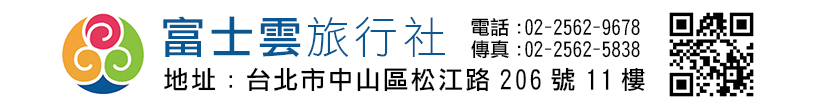 富士雲旅行社
電話:02-2562-9678
傳真:02-2562-5838
地址:台北市中山區松江路 206 號 11 樓